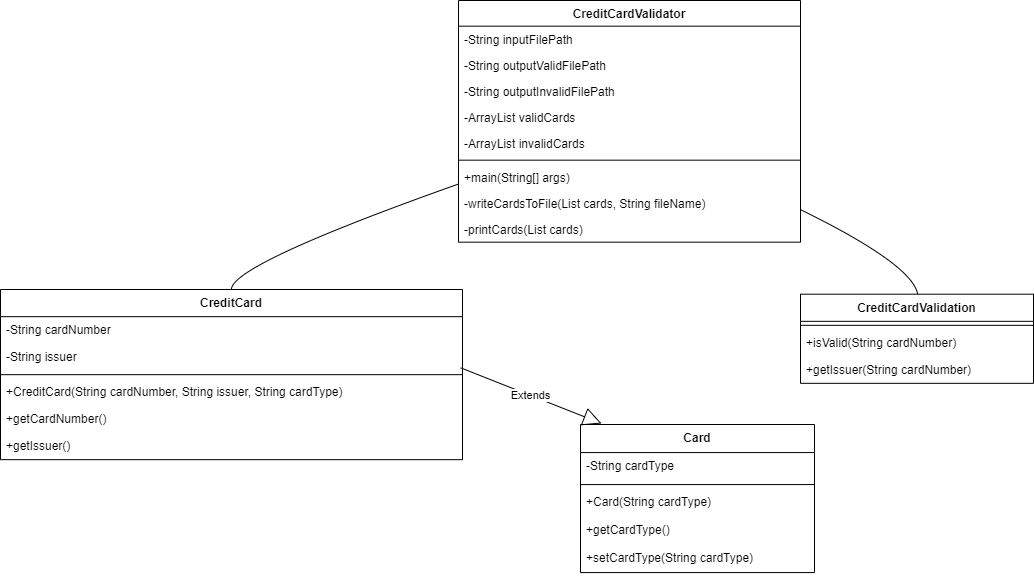 CreditCardValidator
-String inputFilePath
-String outputValidFilePath
-String outputInvalidFilePath
-ArrayList validCards
-ArrayList invalidCards
+main(String[] args)
-writeCardsToFile(List cards, String fileName)
-printCards(List cards)
CreditCard
-String cardNumber
-String issuer
+CreditCard(String cardNumber, String issuer, String cardType)
+getCardNumber()
+getIssuer()
CreditCardValidation
+isValid(String cardNumber)
+getIssuer(String cardNumber)
Extends
Card
-String cardType
+Card(String cardType)
+getCardType()
+setCardType(String cardType)